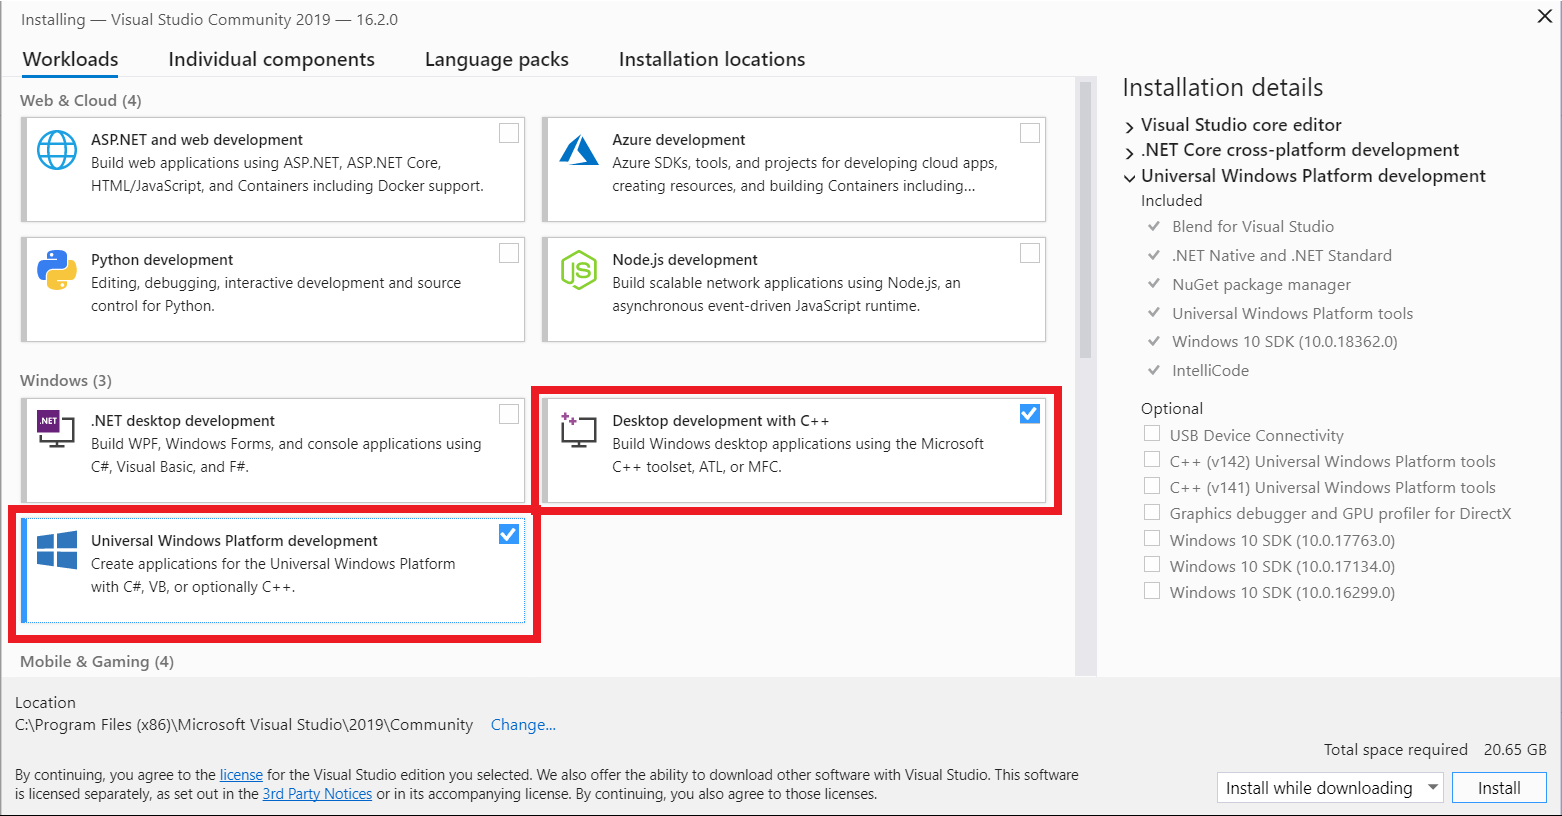 Installing — Visual Studio Community 2019 — 16.2.0
Workloads
Individual components
Language packs
Installation locations
Web & Cloud (4)
ASP.NET and web development
Build web applications using ASP.NET, ASP.NET Core,
HTML/JavaScript, and Containers including Docker support.
Azure development
Azure SDKs, tools, and projects for developing cloud apps,
creating resources, and building Containers including...
Python development
Editing, debugging, interactive development and source
control for Python.
JS
Node.js development
Build scalable network applications using Node.js, an
asynchronous event-driven JavaScript runtime.
Windows (3)
.NET
.NET desktop development
Build WPF, Windows Forms, and console applications using
C#, Visual Basic, and F#.
Desktop development with C++
Build Windows desktop applications using the Microsoft
C++ toolset, ATL, or MFC.
Universal Windows Platform development
Create applications for the Universal Windows Platform
with C#, VB, or optionally C++.
Mobile & Gaming (4)
Installation details
Visual Studio core editor
.NET Core cross-platform development
Universal Windows Platform development
Included
Blend for Visual Studio
.NET Native and .NET Standard
NuGet package manager
Universal Windows Platform tools
Windows 10 SDK (10.0.18362.0)
IntelliCode
Optional
USB Device Connectivity
C++ (v142) Universal Windows Platform tools
C++ (v141) Universal Windows Platform tools
Graphics debugger and GPU profiler for DirectX
Windows 10 SDK (10.0.17763.0)
Windows 10 SDK (10.0.17134.0)
Windows 10 SDK (10.0.16299.0)
Location
C:\Program Files (x86)\Microsoft Visual Studio\2019\Community Change...
Total space required 20.65 GB
By continuing, you agree to the license for the Visual Studio edition you selected. We also offer the ability to download other software with Visual Studio. This software
is licensed separately, as set out in the 3rd Party Notices or in its accompanying license. By continuing, you also agree to those licenses.
Install while downloading
Install